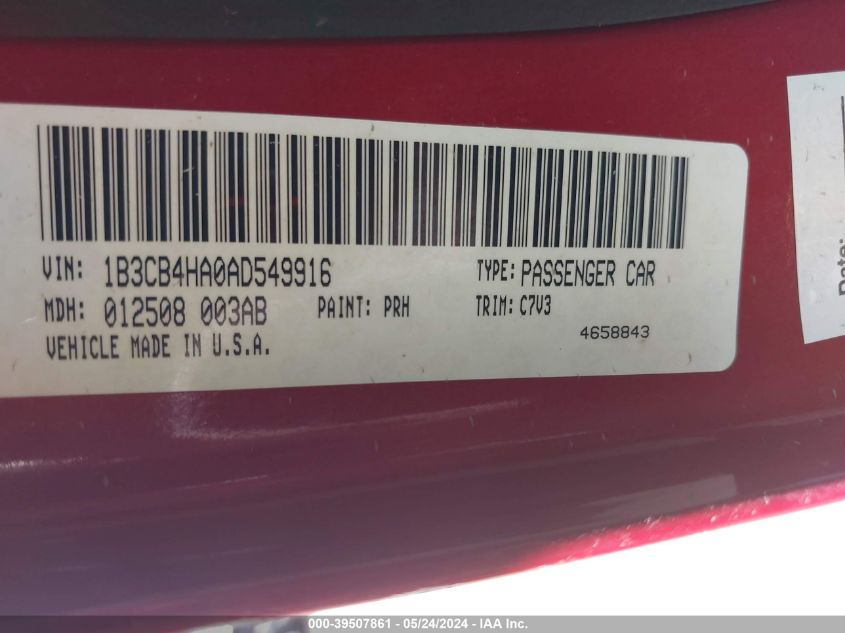 VIN: 1B3CB4HA0AD549916 TYPE: PASSENGER CAR
MDH: 012508 003AB PAINT: PRH TRIM: C7V3
4658843
VEHICLE MADE IN U.S.A.
Date:
000-39507861 - 05/24/2024 - IAA Inc.